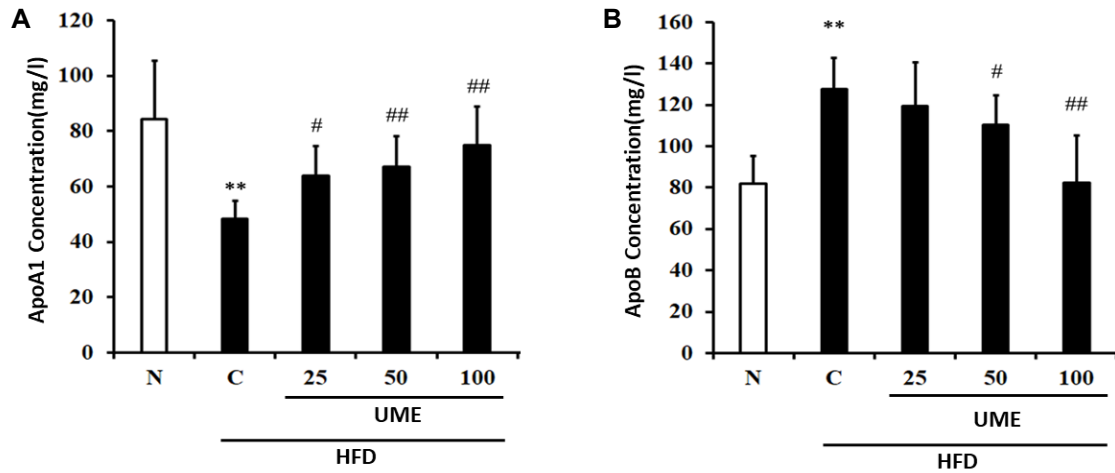 A
ApoA1 Concentration(mg/l)
120
100
80
60
40
20
0
**
#
##
##
N C 25 50 100
UME
HFD
B
ApoB Concentration(mg/l)
160
140
120
100
80
60
40
20
0
**
#
##
N C 25 50 100
UME
HFD